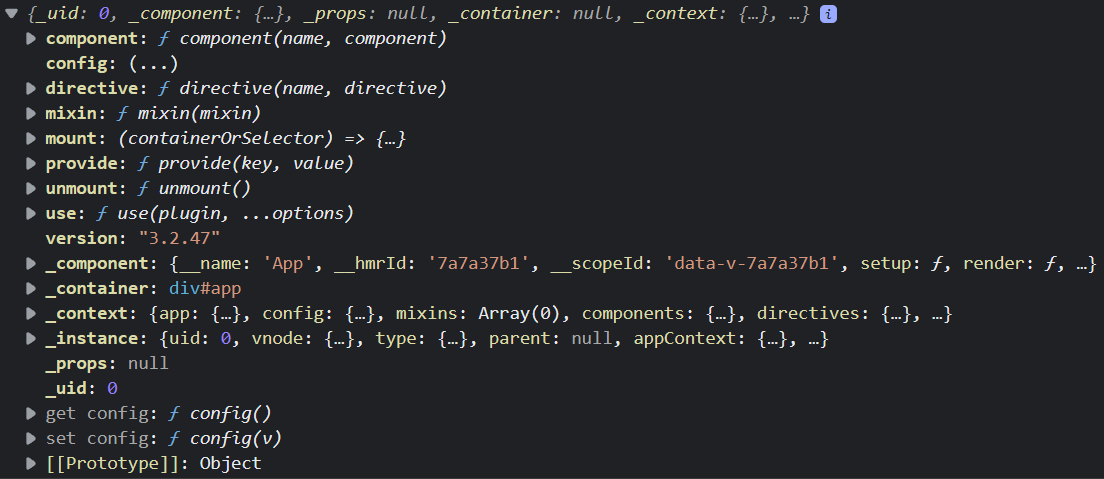 {_uid: 0, _component: {…}, _props: null, _container: null, _context: {…}, …} i
component: ƒ component(name, component)
config: (...)
directive: ƒ directive(name, directive)
mixin: ƒ mixin(mixin)
mount: (containerOrSelector) => {…}
provide: ƒ provide(key, value)
unmount: ƒ unmount()
use: ƒ use(plugin, ...options)
version: "3.2.47"
_component: {__name: 'App', __hmrId: '7a7a37b1', __scopeId: 'data-v-7a7a37b1', setup: ƒ, render: ƒ, …}
_container: div#app
_context: {app: {…}, config: {…}, mixins: Array(0), components: {…}, directives: {…}, …}
_instance: {uid: 0, vnode: {…}, type: {…}, parent: null, appContext: {…}, …}
_props: null
_uid: 0
get config: ƒ config()
set config: ƒ config(v)
[[Prototype]]: Object